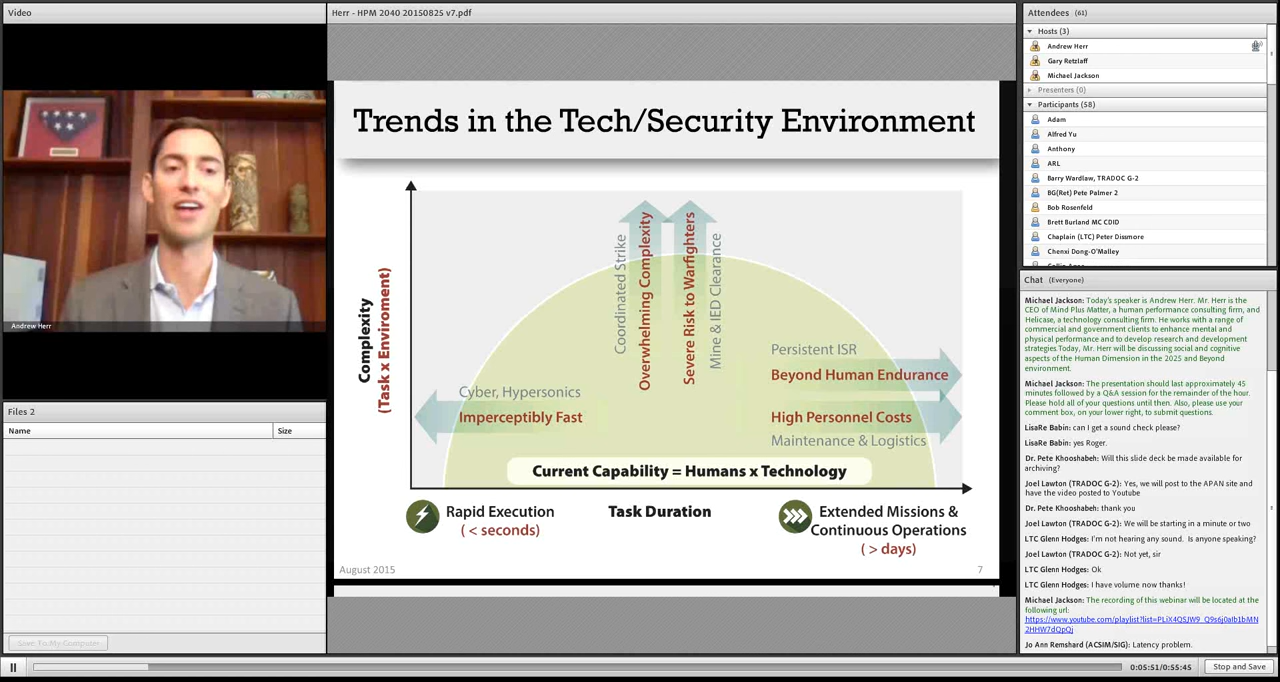 Video
Andrew Herr
Files 2
Name
Size
Save To My Computer
Herr - HPM 2040 20150825 v7.pdf
Trends in the Tech/Security Environment
Complexity
(Task x Enviroment)
Coordinated Strike
Overwhelming Complexity
Severe Risk to Warfighters
Mine & IED Clearance
Cyber, Hypersonics
Imperceptibly Fast
Persistent ISR
Beyond Human Endurance
High Personnel Costs
Maintenance & Logistics
Current Capability = Humans x Technology
Rapid Execution
( < seconds)
Task Duration
Extended Missions &
Continuous Operations
( > days)
August 2015
7
Attendees (61)
Hosts (3)
Andrew Herr
Gary Retzlaff
Michael Jackson
Presenters (0)
Participants (58)
Adam
Alfred Yu
Anthony
ARL
Barry Wardlaw, TRADOC G-2
BG(Ret) Pete Palmer 2
Bob Rosenfeld
Brett Burland MC CDID
Chaplain (LTC) Peter Dissmore
Chenxi Dong-O'Malley
Chat (Everyone)
Michael Jackson: Today's speaker is Andrew Herr. Mr. Herr is the
CEO of Mind Plus Matter, a human performance consulting firm, and
Helicase, a technology consulting firm. He works with a range of
commercial and government clients to enhance mental and
physical performance and to develop research and development
strategies.Today, Mr. Herr will be discussing social and cognitive
aspects of the Human Dimension in the 2025 and Beyond
environment.
Michael Jackson: The presentation should last approximately 45
minutes followed by a Q&A session for the remainder of the hour.
Please hold all of your questions until then. Also, please use your
comment box, on your lower right, to submit questions.
LisaRe Babin: can I get a sound check please?
LisaRe Babin: yes Roger.
Dr. Pete Khooshabeh: Will this slide deck be made available for
archiving?
Joel Lawton (TRADOC G-2): Yes, we will post to the APAN site and
have the video posted to Youtube
Dr. Pete Khooshabeh: thank you
Joel Lawton (TRADOC G-2): We will be starting in a minute or two
LTC Glenn Hodges: I'm not hearing any sound. Is anyone speaking?
Joel Lawton (TRADOC G-2): Not yet, sir
LTC Glenn Hodges: Ok
LTC Glenn Hodges: I have volume now thanks!
Michael Jackson: The recording of this webinar will be located at the
following url:
Jo Ann Remshard (ACSIM/SIG): Latency problem.
0:05:51/0:55:45
Stop and Save